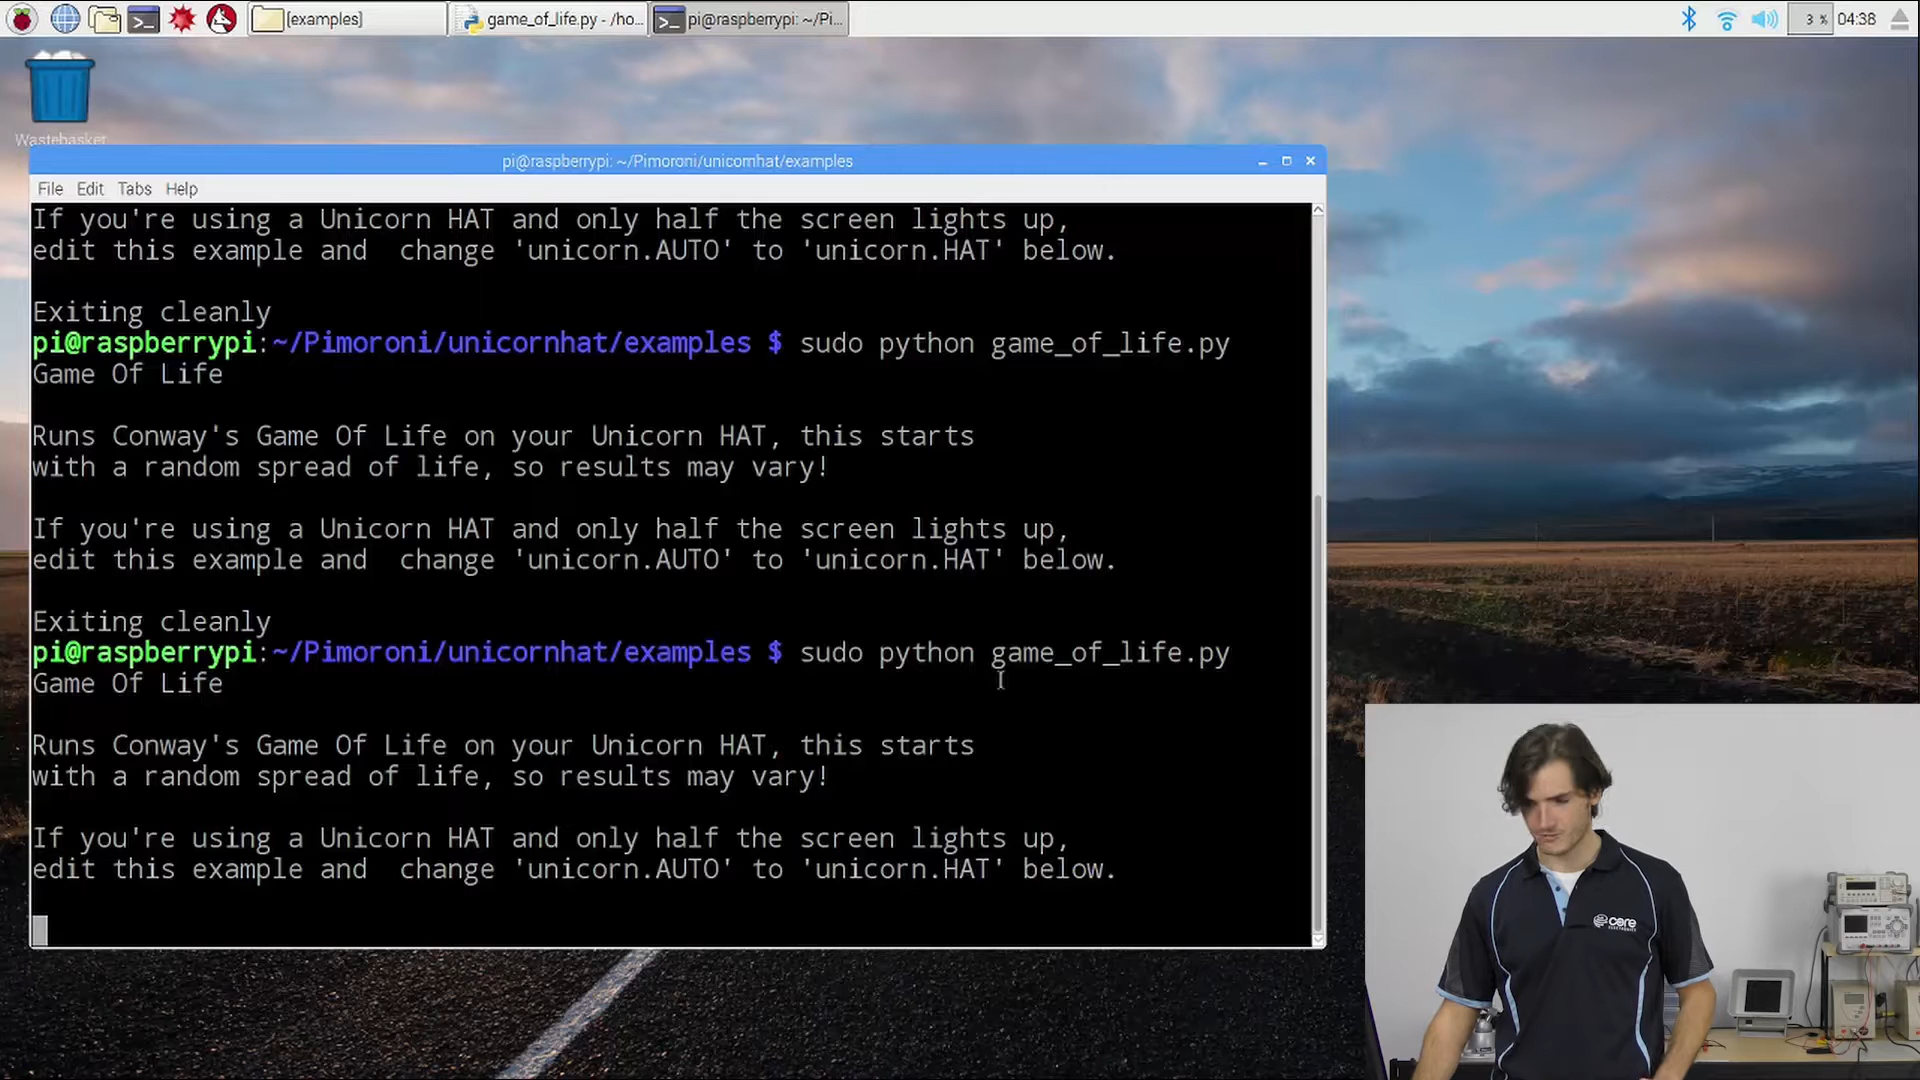 [examples]
game_of_life.py - /ho...
pi@raspberrypi: ~/Pi...
3 %
04:38
Wastebasket
pi@raspberrypi: ~/Pimoroni/unicornhat/examples
File Edit Tabs Help
If you're using a Unicorn HAT and only half the screen lights up,
edit this example and  change 'unicorn.AUTO' to 'unicorn.HAT' below.
Exiting cleanly
pi@raspberrypi:~/Pimoroni/unicornhat/examples $ sudo python game_of_life.py
Game Of Life
Runs Conway's Game Of Life on your Unicorn HAT, this starts
with a random spread of life, so results may vary!
If you're using a Unicorn HAT and only half the screen lights up,
edit this example and  change 'unicorn.AUTO' to 'unicorn.HAT' below.
Exiting cleanly
pi@raspberrypi:~/Pimoroni/unicornhat/examples $ sudo python game_of_life.py
Game Of Life
Runs Conway's Game Of Life on your Unicorn HAT, this starts
with a random spread of life, so results may vary!
If you're using a Unicorn HAT and only half the screen lights up,
edit this example and  change 'unicorn.AUTO' to 'unicorn.HAT' below.
core
ELECTRONICS